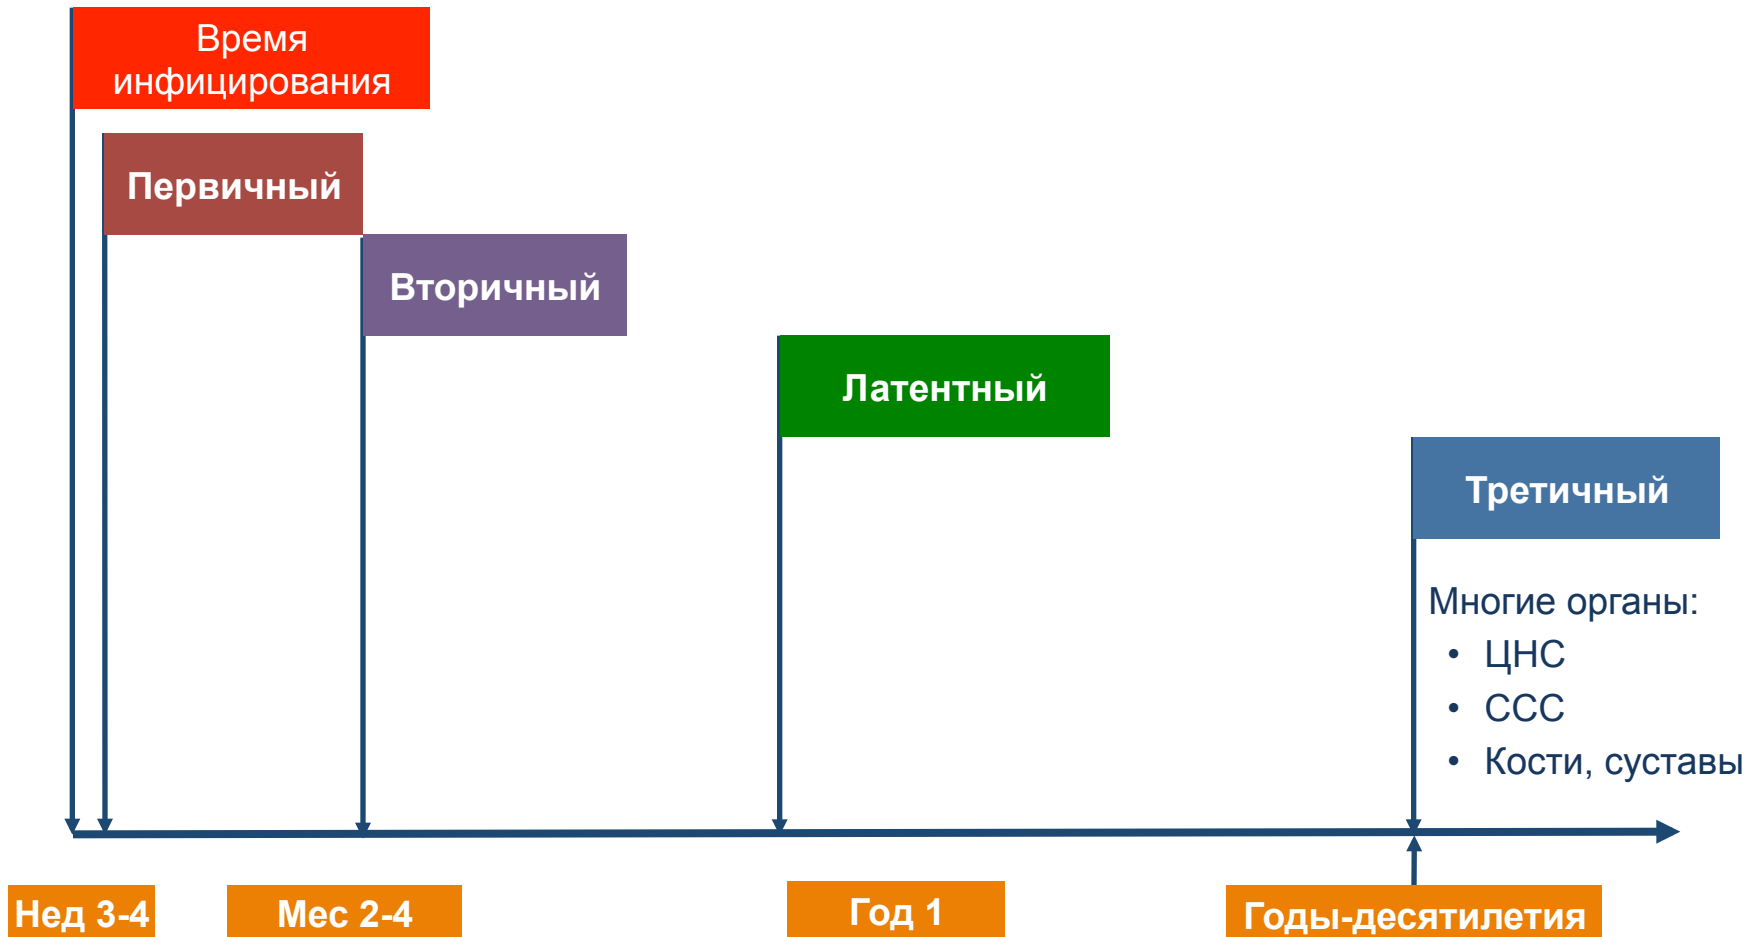 Время
инфицирования
Первичный
Вторичный
Латентный
Третичный
Многие органы:
• ЦНС
• ССС
• Кости, суставы
Нед 3-4
Мес 2-4
Год 1
Годы-десятилетия